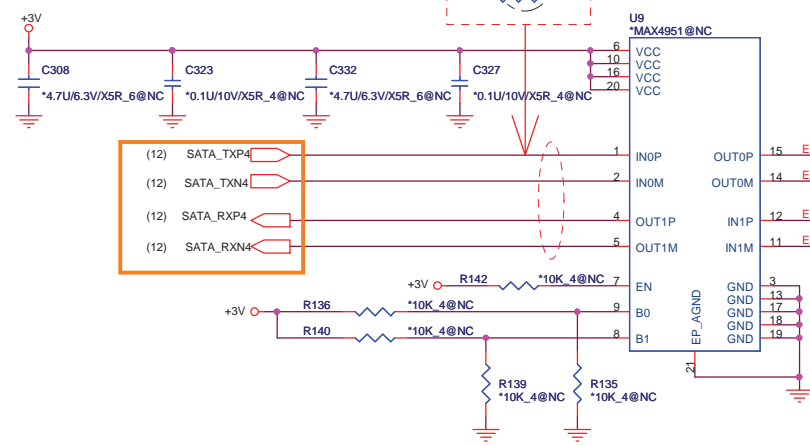 +3V
U9
*MAX4951@NC
C308
*4.7U/6.3V/X5R_6@NC
C323
*0.1U/10V/X5R_4@NC
C332
*4.7U/6.3V/X5R_6@NC
C327
*0.1U/10V/X5R_4@NC
6 VCC
10 VCC
16 VCC
20 VCC
(12) SATA_TXP4 1 IN0P OUT0P 15 E
(12) SATA_TXN4 2 IN0M OUT0M 14 E
(12) SATA_RXP4 4 OUT1P IN1P 12 E
(12) SATA_RXN4 5 OUT1M IN1M 11 E
+3V R142 *10K_4@NC 7 EN GND 3
GND 13
+3V R136 *10K_4@NC 9 B0 GND 17
GND 18
R140 *10K_4@NC 8 B1 GND 19
EP_AGND
21
R139
*10K_4@NC
R135
*10K_4@NC